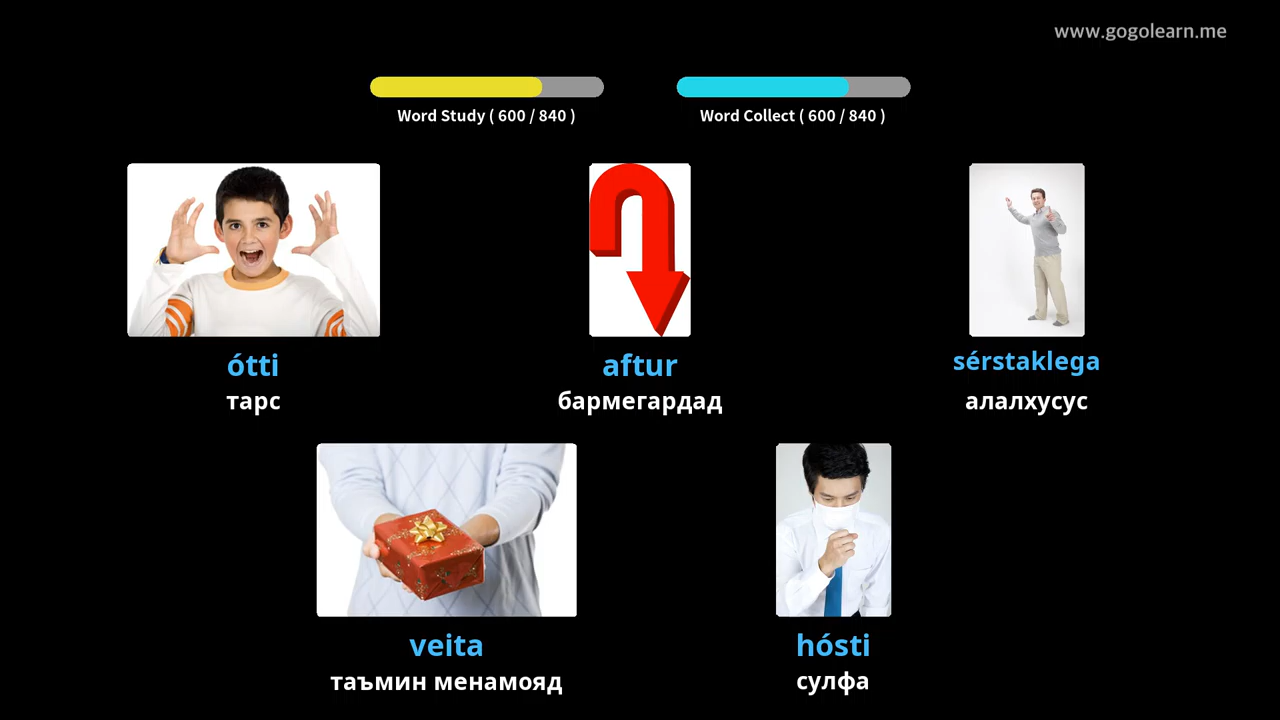 www.gogolearn.me
Word Study ( 600 / 840 )
Word Collect ( 600 / 840 )
ótti
тарс
aftur
бармегардад
sérstaklega
алалхусус
veita
таъмин менамояд
hósti
сулфа